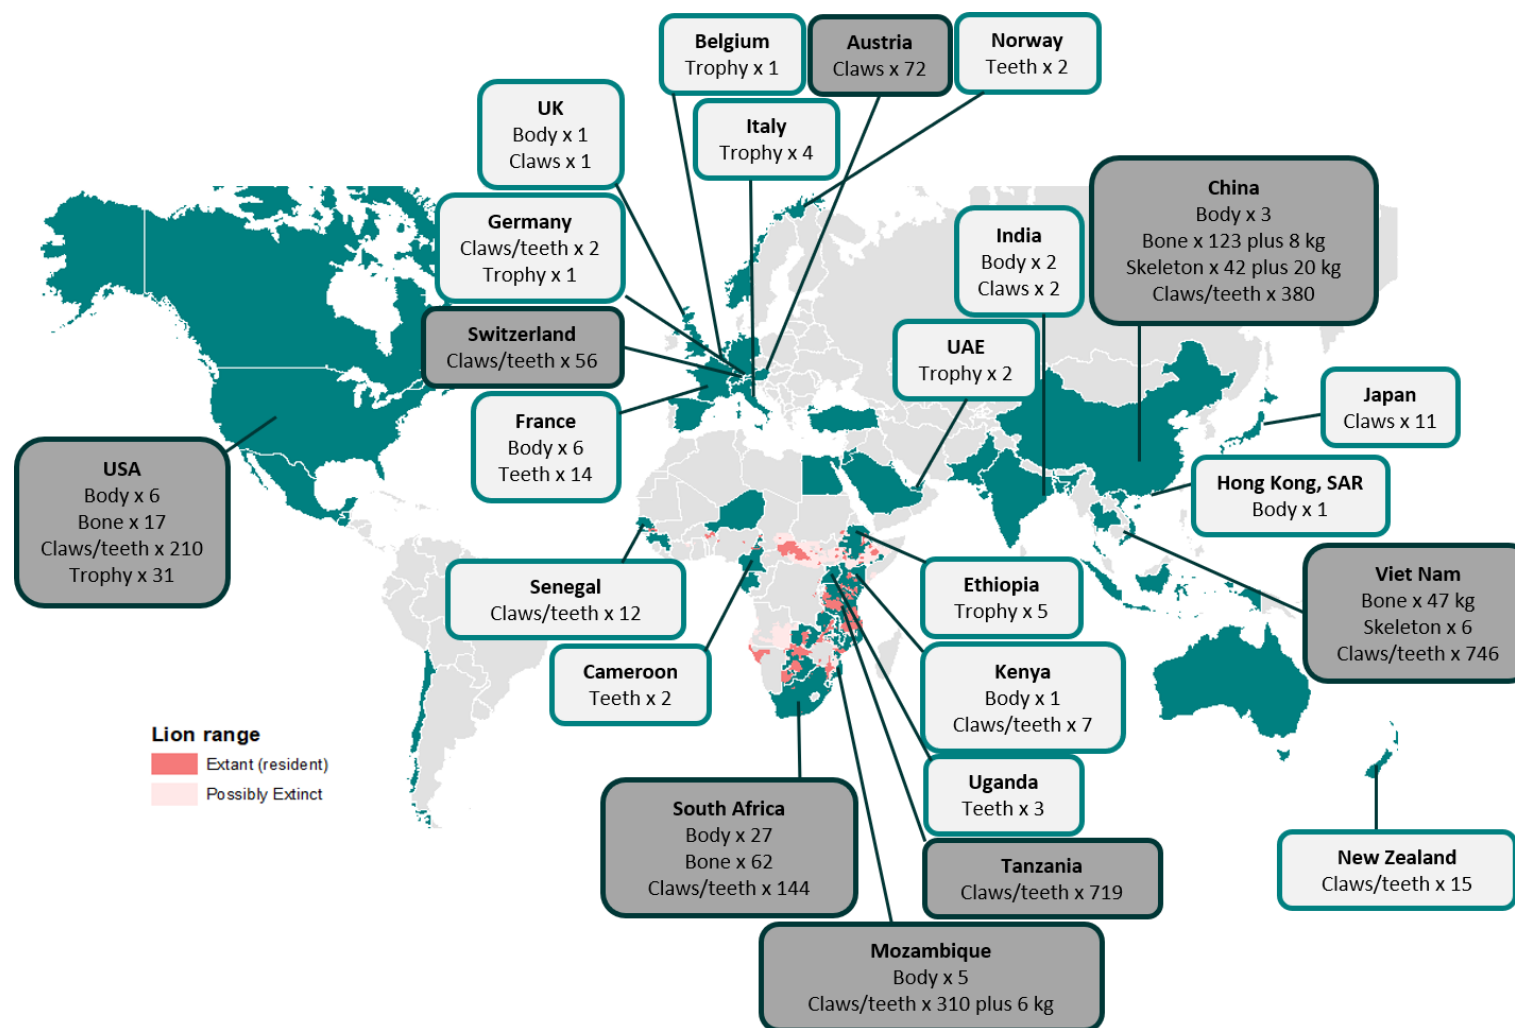 Belgium
Trophy x 1
Austria
Claws x 72
Norway
Teeth x 2
UK
Body x 1
Claws x 1
Italy
Trophy x 4
Germany
Claws/teeth x 2
Trophy x 1
China
Body x 3
Bone x 123 plus 8 kg
Skeleton x 42 plus 20 kg
Claws/teeth x 380
India
Body x 2
Claws x 2
Switzerland
Claws/teeth x 56
UAE
Trophy x 2
Japan
Claws x 11
France
Body x 6
Teeth x 14
USA
Body x 6
Bone x 17
Claws/teeth x 210
Trophy x 31
Hong Kong, SAR
Body x 1
Senegal
Claws/teeth x 12
Ethiopia
Trophy x 5
Viet Nam
Bone x 47 kg
Skeleton x 6
Claws/teeth x 746
Cameroon
Teeth x 2
Kenya
Body x 1
Claws/teeth x 7
Lion range
Extant (resident)
Possibly Extinct
Uganda
Teeth x 3
South Africa
Body x 27
Bone x 62
Claws/teeth x 144
Tanzania
Claws/teeth x 719
New Zealand
Claws/teeth x 15
Mozambique
Body x 5
Claws/teeth x 310 plus 6 kg